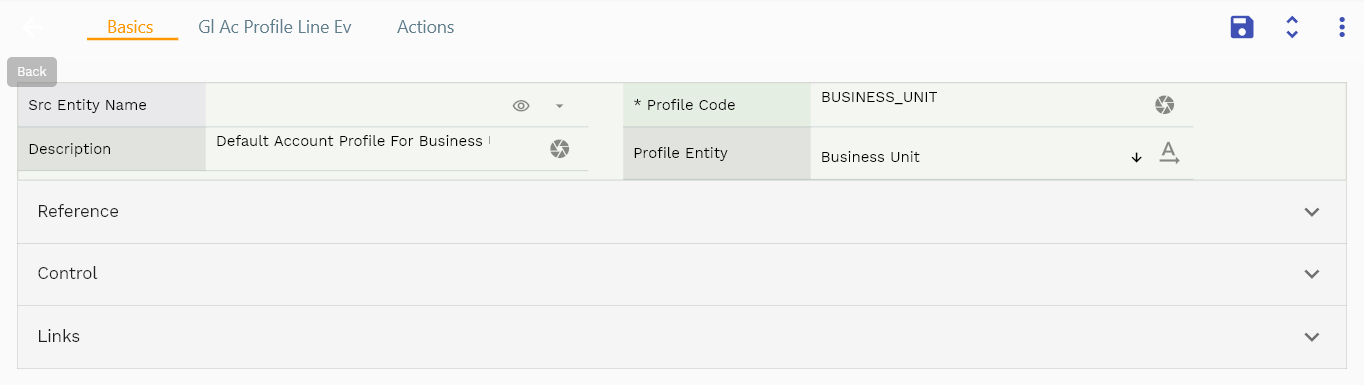 Basics
Gl Ac Profile Line Ev
Actions
Back
Src Entity Name
* Profile Code
BUSINESS_UNIT
Description
Default Account Profile For Business
Profile Entity
Business Unit
Reference
Control
Links